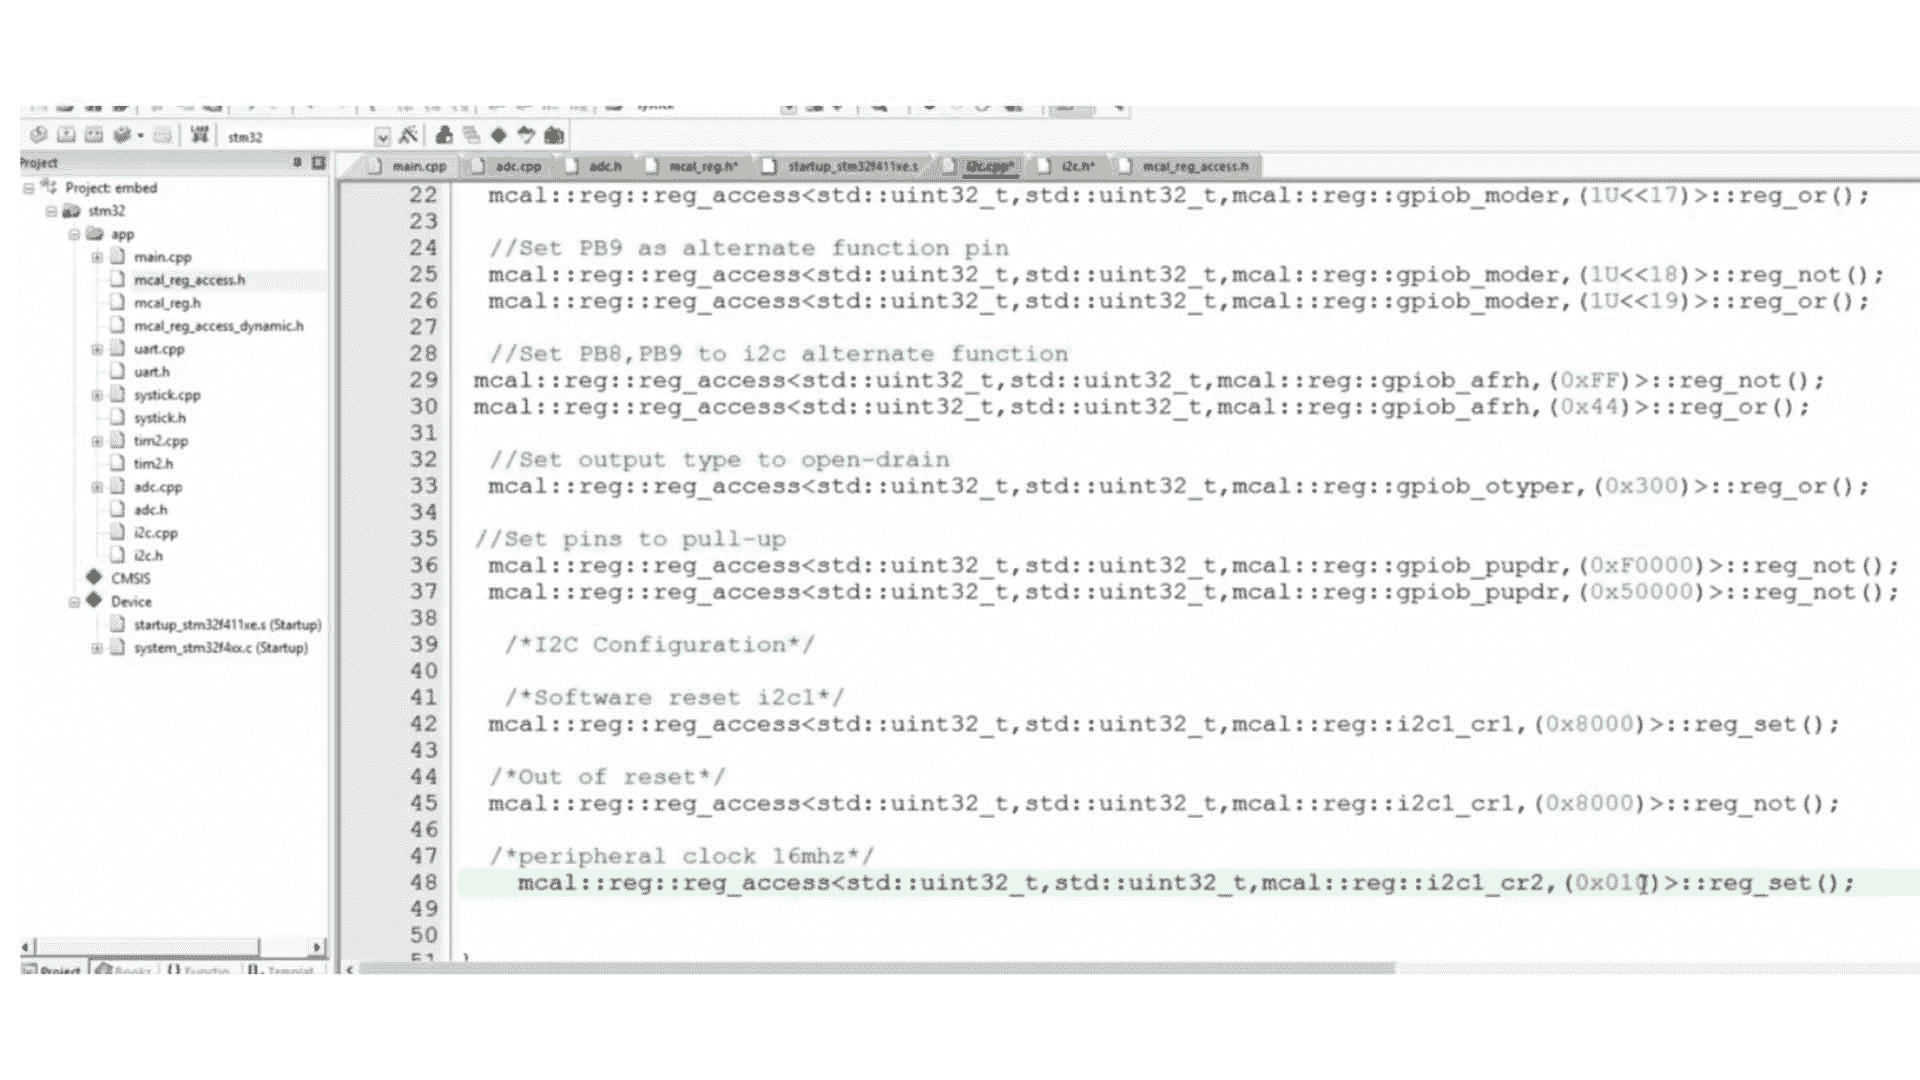 stm32
Project
main.cpp adc.cpp adc.h mcal_reg.h* startup_stm32f411xe.s i2c.cpp* i2c.h* mcal_reg_access.h
Project: embed
stm32
app
main.cpp
mcal_reg_access.h
mcal_reg.h
mcal_reg_access_dynamic.h
uart.cpp
uart.h
systick.cpp
systick.h
tim2.cpp
tim2.h
adc.cpp
adc.h
i2c.cpp
i2c.h
CMSIS
Device
startup_stm32f411xe.s (Startup)
system_stm32f4xx.c (Startup)
Project
22 mcal::reg::reg_access<std::uint32_t,std::uint32_t,mcal::reg::gpiob_moder,(1U<<17)>::reg_or();
23
24 //Set PB9 as alternate function pin
25 mcal::reg::reg_access<std::uint32_t,std::uint32_t,mcal::reg::gpiob_moder,(1U<<18)>::reg_not();
26 mcal::reg::reg_access<std::uint32_t,std::uint32_t,mcal::reg::gpiob_moder,(1U<<19)>::reg_or();
27
28 //Set PB8,PB9 to i2c alternate function
29 mcal::reg::reg_access<std::uint32_t,std::uint32_t,mcal::reg::gpiob_afrh,(0xFF)>::reg_not();
30 mcal::reg::reg_access<std::uint32_t,std::uint32_t,mcal::reg::gpiob_afrh,(0x44)>::reg_or();
31
32 //Set output type to open-drain
33 mcal::reg::reg_access<std::uint32_t,std::uint32_t,mcal::reg::gpiob_otyper,(0x300)>::reg_or();
34
35 //Set pins to pull-up
36 mcal::reg::reg_access<std::uint32_t,std::uint32_t,mcal::reg::gpiob_pupdr,(0xF0000)>::reg_not();
37 mcal::reg::reg_access<std::uint32_t,std::uint32_t,mcal::reg::gpiob_pupdr,(0x50000)>::reg_not();
38
39 /*I2C Configuration*/
40
41 /*Software reset i2c1*/
42 mcal::reg::reg_access<std::uint32_t,std::uint32_t,mcal::reg::i2c1_cr1,(0x8000)>::reg_set();
43
44 /*Out of reset*/
45 mcal::reg::reg_access<std::uint32_t,std::uint32_t,mcal::reg::i2c1_cr1,(0x8000)>::reg_not();
46
47 /*peripheral clock 16mhz*/
48 mcal::reg::reg_access<std::uint32_t,std::uint32_t,mcal::reg::i2c1_cr2,(0x010)>::reg_set();
49
50